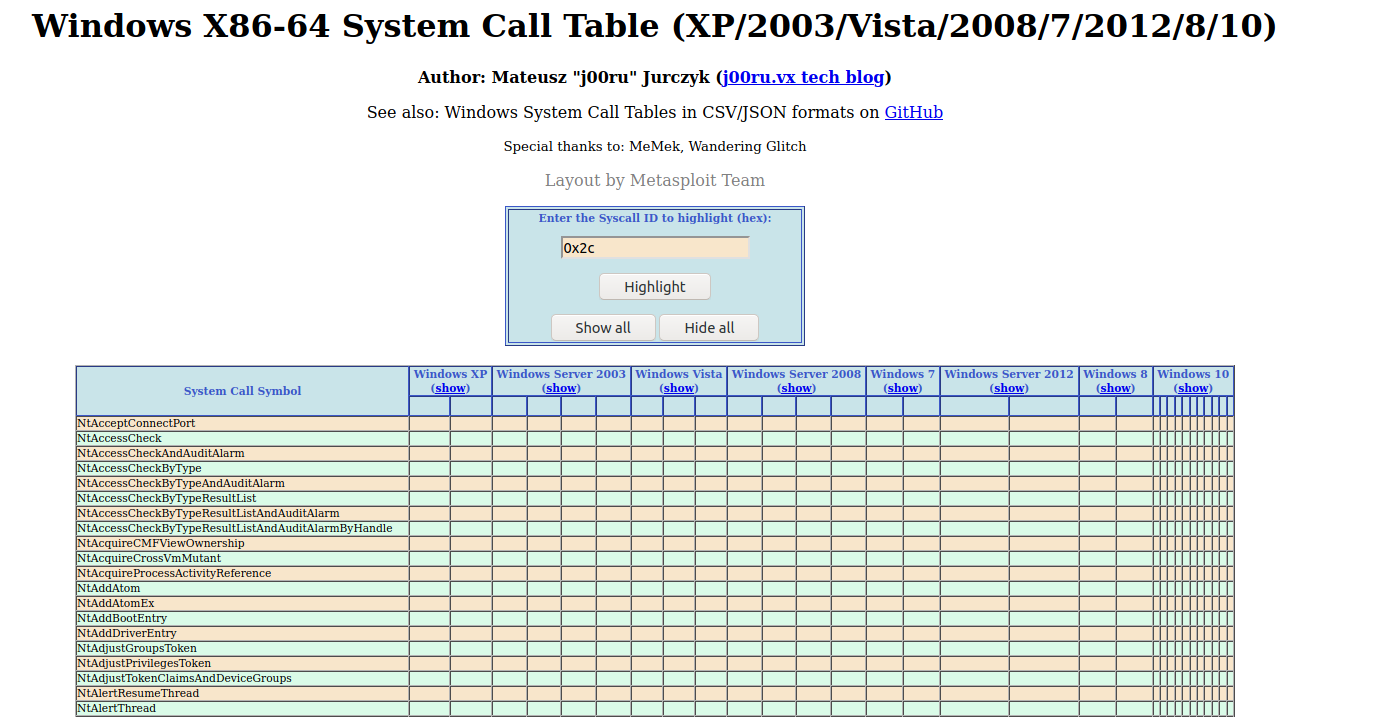 Windows X86-64 System Call Table (XP/2003/Vista/2008/7/2012/8/10)
Author: Mateusz "j00ru" Jurczyk (j00ru.vx tech blog)
See also: Windows System Call Tables in CSV/JSON formats on GitHub
Special thanks to: MeMek, Wandering Glitch
Layout by Metasploit Team
Enter the Syscall ID to highlight (hex):
0x2c
Highlight
Show all Hide all
System Call Symbol
Windows XP Windows Server 2003 Windows Vista Windows Server 2008 Windows 7 Windows Server 2012 Windows 8 Windows 10
(show) (show) (show) (show) (show) (show) (show) (show)
NtAcceptConnectPort
NtAccessCheck
NtAccessCheckAndAuditAlarm
NtAccessCheckByType
NtAccessCheckByTypeAndAuditAlarm
NtAccessCheckByTypeResultList
NtAccessCheckByTypeResultListAndAuditAlarm
NtAccessCheckByTypeResultListAndAuditAlarmByHandle
NtAcquireCMFViewOwnership
NtAcquireCrossVmMutant
NtAcquireProcessActivityReference
NtAddAtom
NtAddAtomEx
NtAddBootEntry
NtAddDriverEntry
NtAdjustGroupsToken
NtAdjustPrivilegesToken
NtAdjustTokenClaimsAndDeviceGroups
NtAlertResumeThread
NtAlertThread